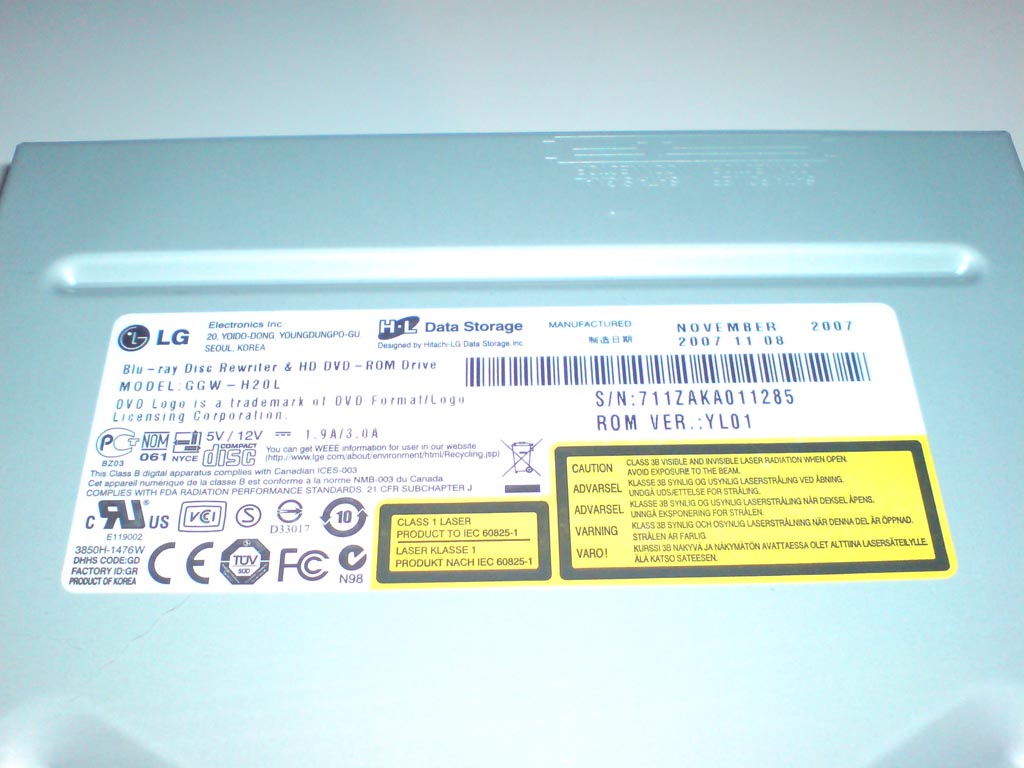 LG
Electronics Inc
20, YOIDO-DONG, YOUNGDUNGPO-GU
SEOUL, KOREA
H·L Data Storage
Designed by Hitachi-LG Data Storage,Inc
MANUFACTURED NOVEMBER 2007
制造日期 2007 11 08
Blu-ray Disc Rewriter & HD DVD-ROM Drive
MODEL:GGW-H20L
DVD Logo is a trademark of DVD Format/Logo
Licensing Corporation.
S/N:711ZAKA011285
ROM VER.:YL01
BZ03
NOM
061 NYCE
5V / 12V 1.9A/3.0A
COMPACT
disc
You can get WEEE information for user in our website
(http://www.lge.com/about/environment/html/Recycling.jsp)
This Class B digital apparatus complies with Canadian ICES-003
Cet appareil numérique de la classe B est conforme à la norme NMB-003 du Canada
COMPLIES WITH FDA RADIATION PERFORMANCE STANDARDS 21 CFR SUBCHAPTER J
C RU US
E119002
VCI
S
D33017
10
3850H-1476W
DHHS CODE:GD
FACTORY ID:GR
PRODUCT OF KOREA
CE
TÜV
FC
N98
CLASS 1 LASER
PRODUCT TO IEC 60825-1
LASER KLASSE 1
PRODUKT NACH IEC 60825-1
CAUTION CLASS 3B VISIBLE AND INVISIBLE LASER RADIATION WHEN OPEN.
AVOID EXPOSURE TO THE BEAM.
ADVARSEL KLASSE 3B SYNLIG OG USYNLIG LASERSTRÅLING VED ÅBNING.
UNDGÅ UDSÆTTELSE FOR STRÅLING.
ADVARSEL KLASSE 3B SYNLIG OG USYNLIG LASERSTRÅLING NÅR DEKSEL ÅPENS.
UNNGÅ EKSPONERING FOR STRÅLEN.
VARNING KLASS 3B SYNLIG OCH OSYNLIG LASERSTRÅLNING NÄR DENNA DEL ÄR ÖPPNAD.
STRÅLEN ÄR FARLIG.
VARO! KURSSI 3B NAKYVA JA NÄKYMÄTÖN AVATTAESSA OLET ALTTIINA LASERSÄTEILYLLE.
ÄLÄ KATSO SATEESEN.